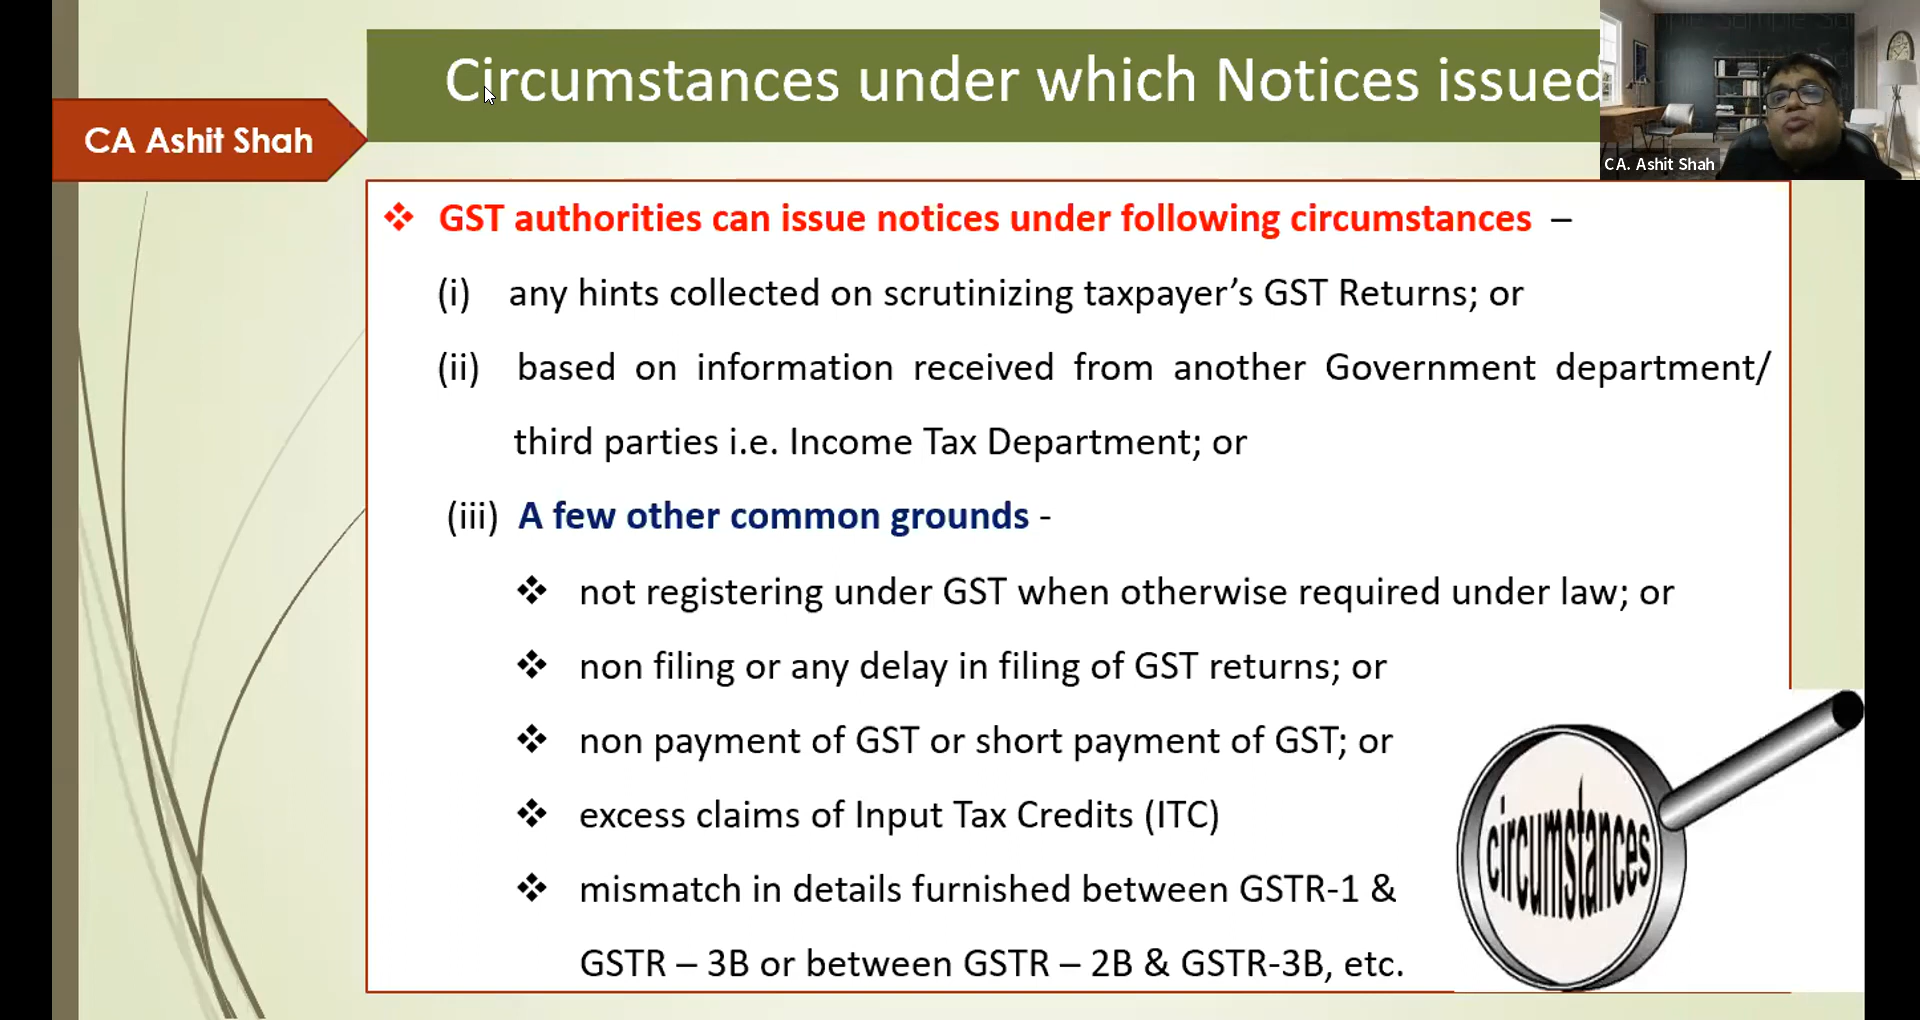 Circumstances under which Notices issued
CA Ashit Shah
CA. Ashit Shah
❖ GST authorities can issue notices under following circumstances –
(i) any hints collected on scrutinizing taxpayer’s GST Returns; or
(ii) based on information received from another Government department/
third parties i.e. Income Tax Department; or
(iii) A few other common grounds -
❖ not registering under GST when otherwise required under law; or
❖ non filing or any delay in filing of GST returns; or
❖ non payment of GST or short payment of GST; or
❖ excess claims of Input Tax Credits (ITC)
❖ mismatch in details furnished between GSTR-1 &
GSTR – 3B or between GSTR – 2B & GSTR-3B, etc.
circumstances